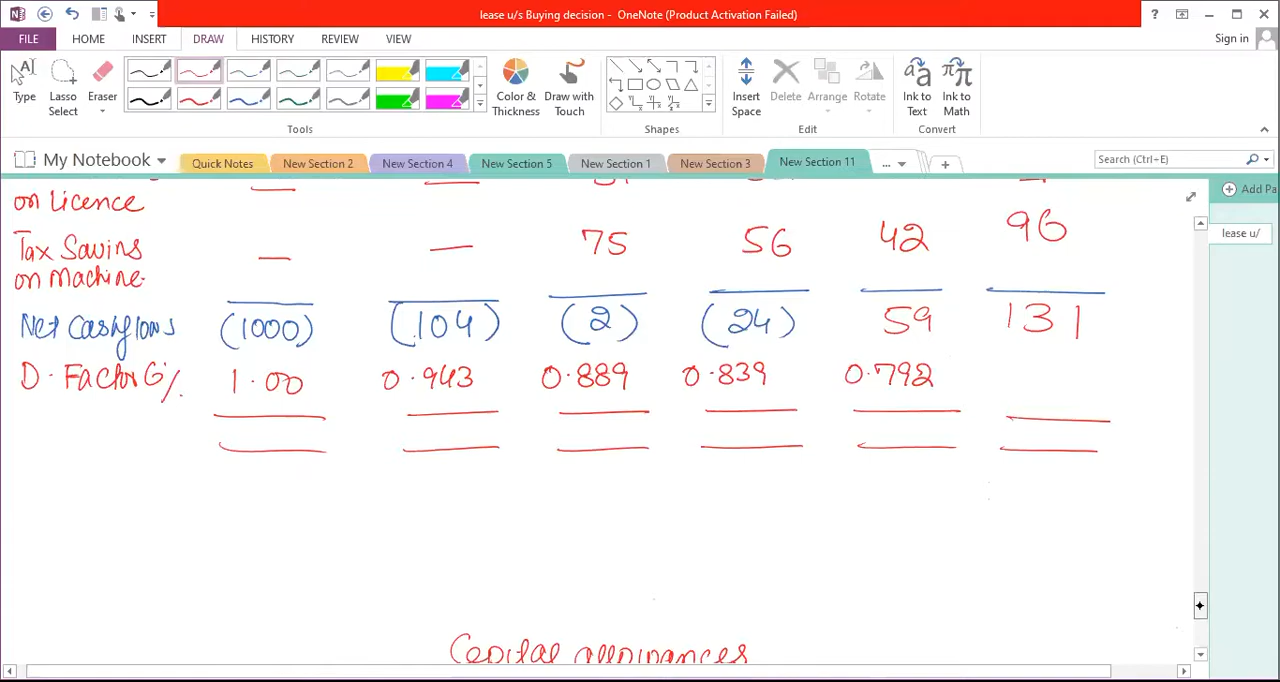 lease u/s Buying decision - OneNote (Product Activation Failed)
FILE HOME INSERT DRAW HISTORY REVIEW VIEW
Sign in
Type
Lasso Select
Eraser
Color & Thickness
Draw with Touch
Insert Space
Delete
Arrange
Rotate
Ink to Text
Ink to Math
Tools
Shapes
Edit
Convert
My Notebook
Quick Notes
New Section 2
New Section 4
New Section 5
New Section 1
New Section 3
New Section 11
Search (Ctrl+E)
Add Pa
lease u/
on Licence
Tax Savins — — 75 56 42 96
on Machine
Net Cashflows (1000) (104) (2) (24) 59 131
D. Factor 6% 1.00 0.943 0.889 0.839 0.792
Capital allowances